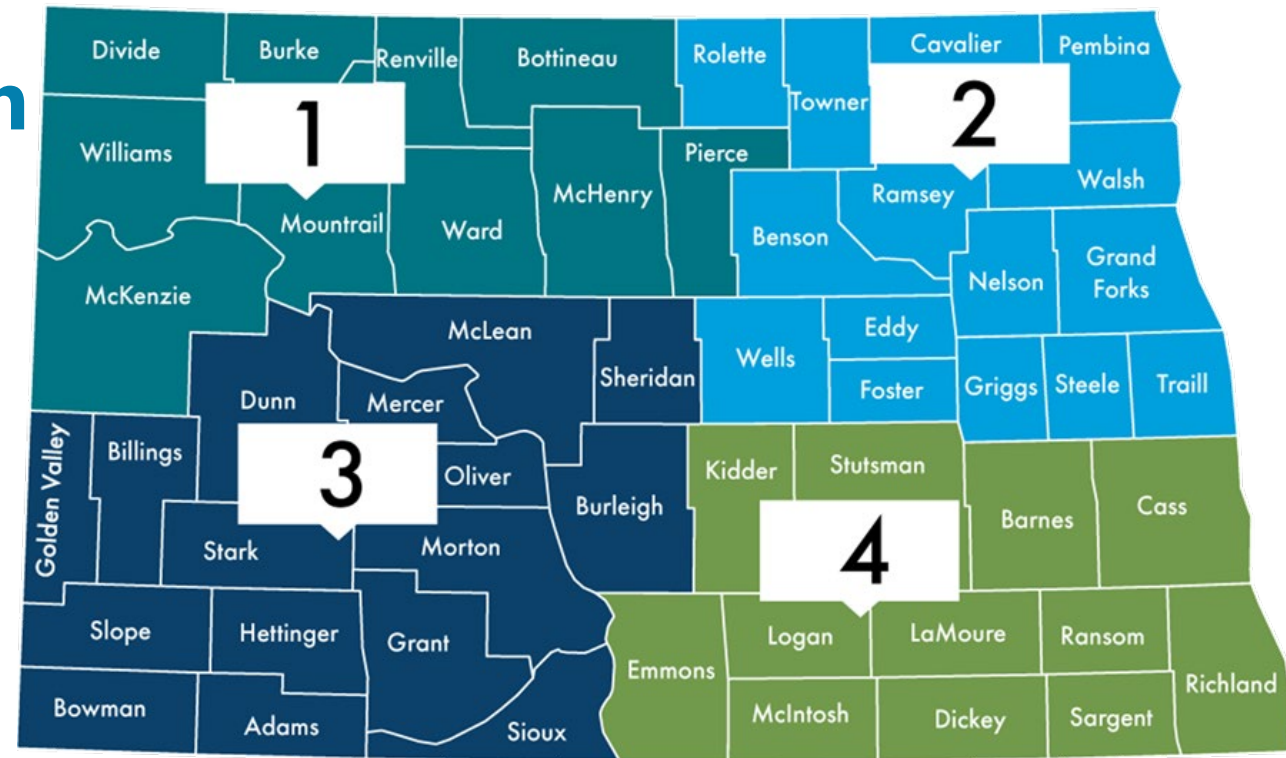 n
Divide
Burke
Renville
Bottineau
Rolette
Towner
Cavalier
Pembina
1
2
Williams
McHenry
Pierce
Walsh
Mountrail
Ward
Benson
Ramsey
McKenzie
Nelson
Grand
Forks
McLean
Sheridan
Wells
Eddy
Foster
Griggs
Steele
Traill
Dunn
Mercer
Golden Valley
Billings
3
Oliver
Burleigh
Kidder
Stutsman
Barnes
Cass
Stark
Morton
4
Slope
Hettinger
Grant
Emmons
Logan
LaMoure
Ransom
Richland
Bowman
Adams
Sioux
McIntosh
Dickey
Sargent